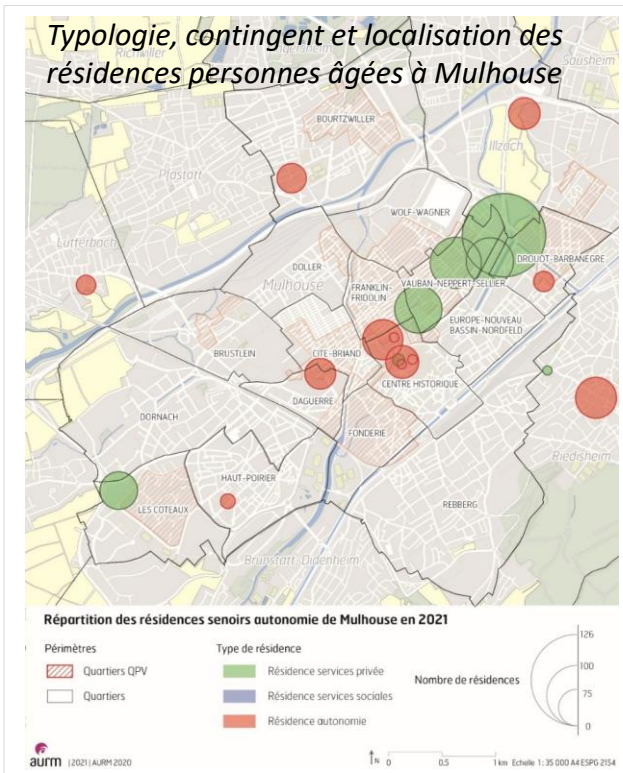 Typologie, contingent et localisation des
résidences personnes âgées à Mulhouse
Richwiller
Sausheim
BOURTZWILLER
Illzach
Pfastatt
WOLF-WAGNER
Lutterbach
DOLLER
DROUOT-BARBANEGRE
Mulhouse
FRANKLIN-
FRIDOLIN
VAUBAN-NEPPERT-SELLIER
EUROPE-NOUVEAU
BASSIN-NORDFELD
BRUSTLEIN
CITE-BRIAND
CENTRE HISTORIQUE
DAGUERRE
DORNACH
FONDERIE
Riedisheim
HAUT-POIRIER
LES COTEAUX
REBBERG
Brunstatt-Didenheim
Répartition des résidences senoirs autonomie de Mulhouse en 2021
Périmètres
Quartiers QPV
Quartiers
Type de résidence
Résidence services privée
Résidence services sociales
Résidence autonomie
Nombre de résidences
126
100
75
0
aurm | 2021 | AURM 2020
N 0 0.5 1 km Echelle 1 : 35 000 A4 ESPG 2154